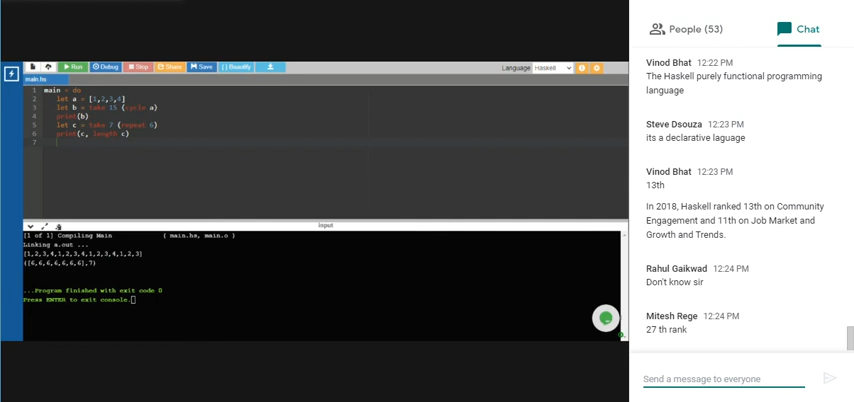 Run
Debug
Stop
Share
Save
{ } Beautify
Language Haskell
main.hs
1 main = do
2 let a = [1,2,3,4]
3 let b = take 15 (cycle a)
4 print(b)
5 let c = take 7 (repeat 6)
6 print(c, length c)
7
input
[1 of 1] Compiling Main ( main.hs, main.o )
Linking a.out ...
[1,2,3,4,1,2,3,4,1,2,3,4,1,2,3]
([6,6,6,6,6,6,6],7)
...Program finished with exit code 0
Press ENTER to exit console.
People (53)
Chat
Vinod Bhat 12:22 PM
The Haskell purely functional programming
language
Steve Dsouza 12:23 PM
its a declarative laguage
Vinod Bhat 12:23 PM
13th
In 2018, Haskell ranked 13th on Community
Engagement and 11th on Job Market and
Growth and Trends.
Rahul Gaikwad 12:24 PM
Don't know sir
Mitesh Rege 12:24 PM
27 th rank
Send a message to everyone